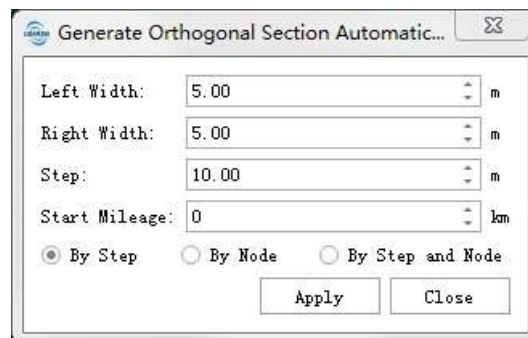 Generate Orthogonal Section Automatic...
Left Width: 5.00 m
Right Width: 5.00 m
Step: 10.00 m
Start Mileage: 0 km
By Step By Node By Step and Node
Apply Close